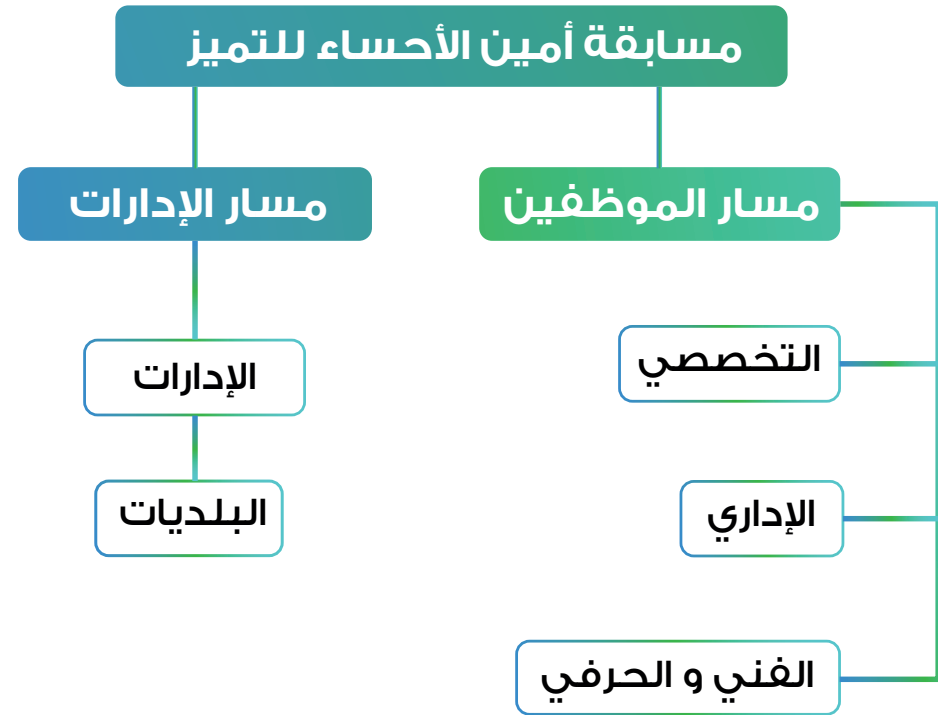 مسابقة أمين الأحساء للتميز
مسار الموظفين
مسار الإدارات
التخصصي
الإداري
الفني و الحرفي
الإدارات
البلديات